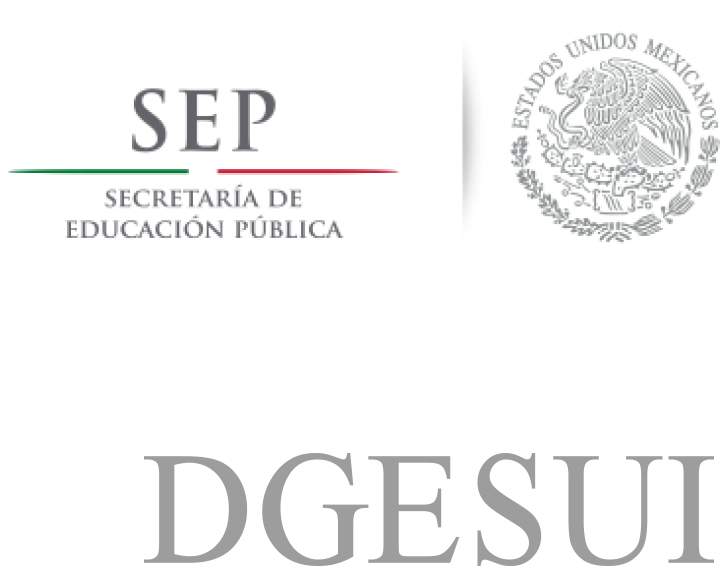 SEP
SECRETARÍA DE
EDUCACIÓN PÚBLICA
ESTADOS UNIDOS MEXICANOS
DGESUI